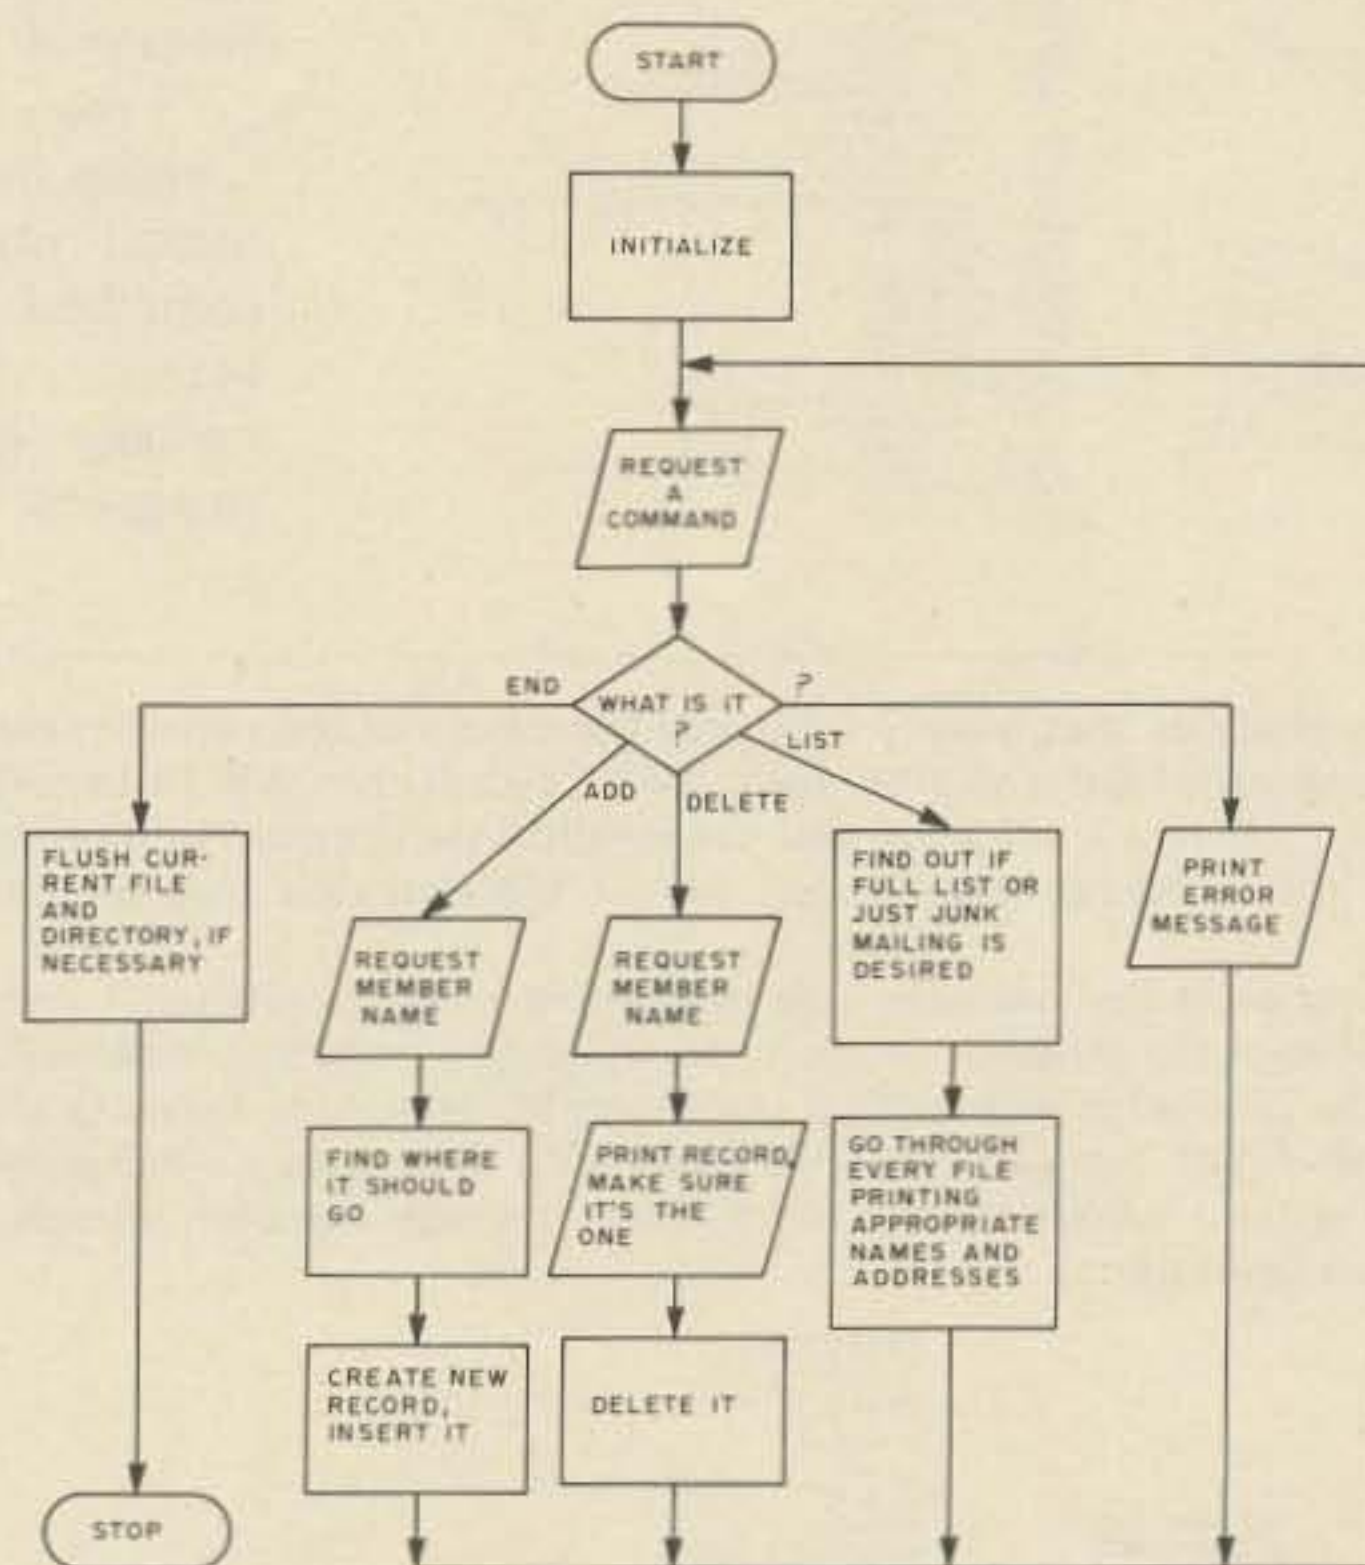 START
INITIALIZE
REQUEST
A
COMMAND
WHAT IS IT
?
END
ADD
DELETE
LIST
?
FLUSH CUR-
RENT FILE
AND
DIRECTORY, IF
NECESSARY
STOP
REQUEST
MEMBER
NAME
FIND WHERE
IT SHOULD
GO
CREATE NEW
RECORD,
INSERT IT
REQUEST
MEMBER
NAME
PRINT RECORD,
MAKE SURE
IT'S THE
ONE
DELETE IT
FIND OUT IF
FULL LIST OR
JUST JUNK
MAILING IS
DESIRED
GO THROUGH
EVERY FILE
PRINTING
APPROPRIATE
NAMES AND
ADDRESSES
PRINT
ERROR
MESSAGE